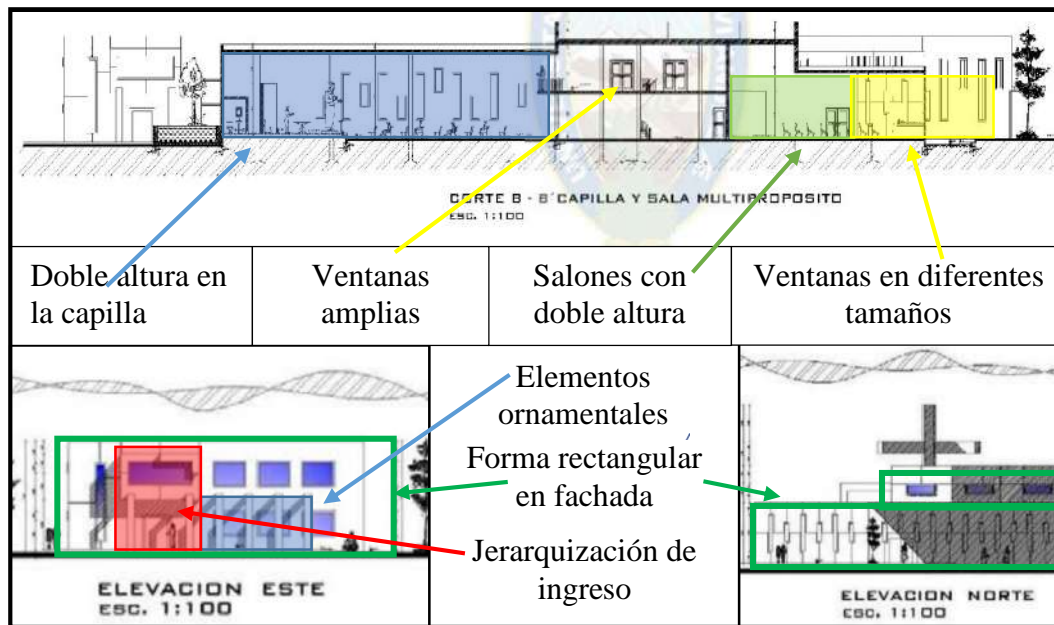 CORTE B - B´CAPILLA Y SALA MULTIPROPOSITO
ESC. 1:100
Doble altura en
la capilla
Ventanas
amplias
Salones con
doble altura
Ventanas en diferentes
tamaños
Elementos
ornamentales
Forma rectangular
en fachada
Jerarquización de
ingreso
ELEVACION ESTE
ESC. 1:100
ELEVACION NORTE
ESC. 1:100